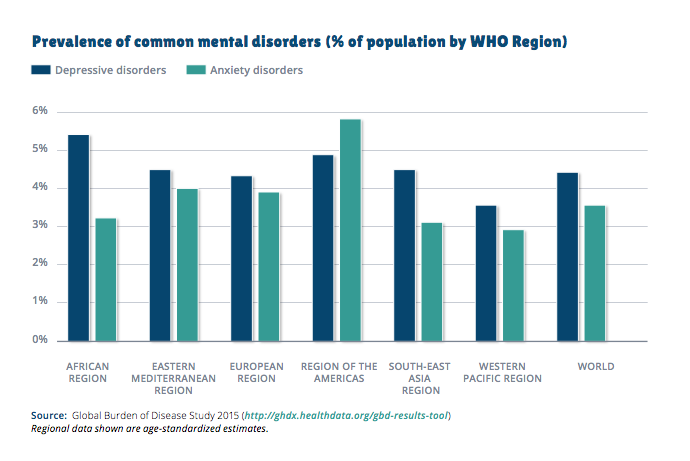 Prevalence of common mental disorders (% of population by WHO Region)
Depressive disorders Anxiety disorders
6%
5%
4%
3%
2%
1%
0%
AFRICAN REGION
EASTERN MEDITERRANEAN REGION
EUROPEAN REGION
REGION OF THE AMERICAS
SOUTH-EAST ASIA REGION
WESTERN PACIFIC REGION
WORLD
Source: Global Burden of Disease Study 2015 (http://ghdx.healthdata.org/gbd-results-tool)
Regional data shown are age-standardized estimates.